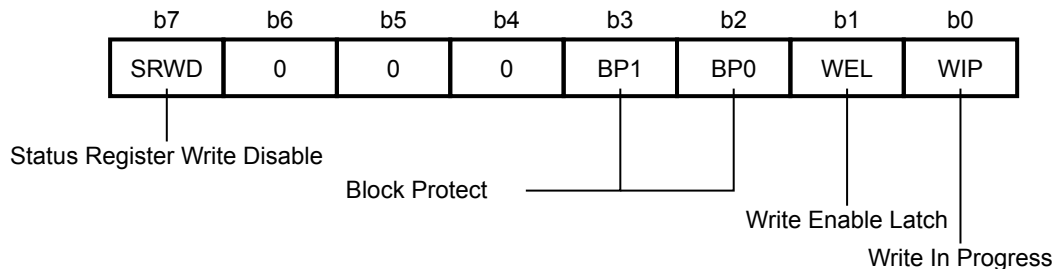 b7 b6 b5 b4 b3 b2 b1 b0
SRWD 0 0 0 BP1 BP0 WEL WIP
Status Register Write Disable
Block Protect
Write Enable Latch
Write In Progress